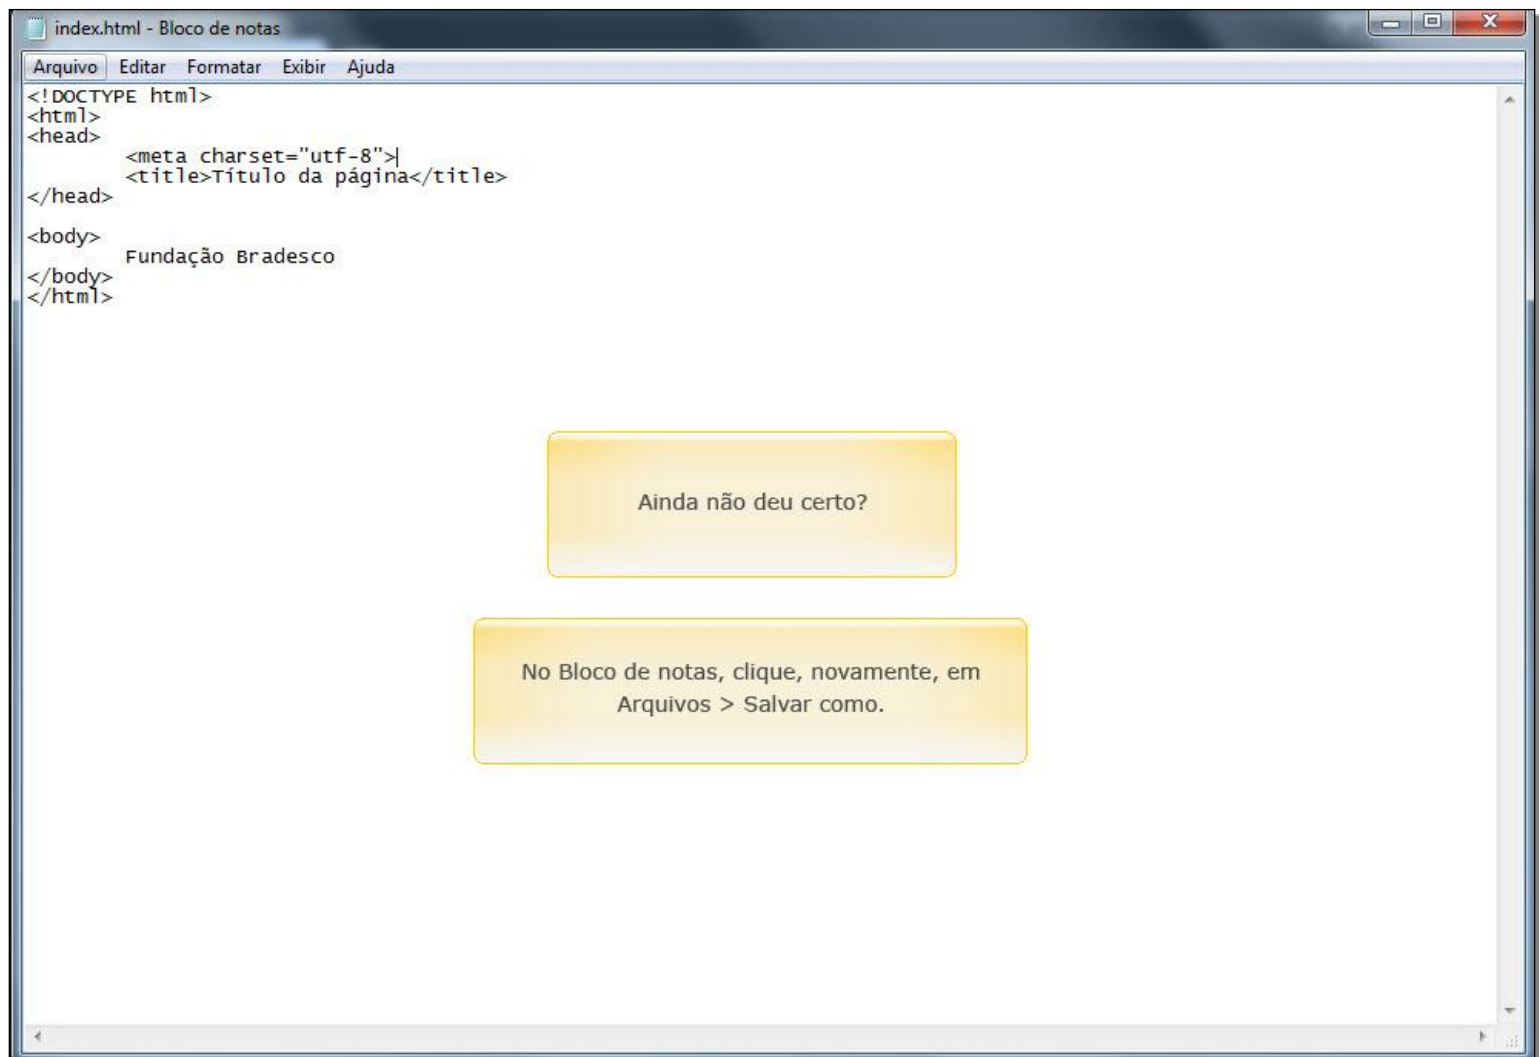 index.html - Bloco de notas
Arquivo Editar Formatar Exibir Ajuda
<!DOCTYPE html>
<html>
<head>
<meta charset="utf-8">
<title>Título da página</title>
</head>
<body>
Fundação Bradesco
</body>
</html>
Ainda não deu certo?
No Bloco de notas, clique, novamente, em
Arquivos > Salvar como.